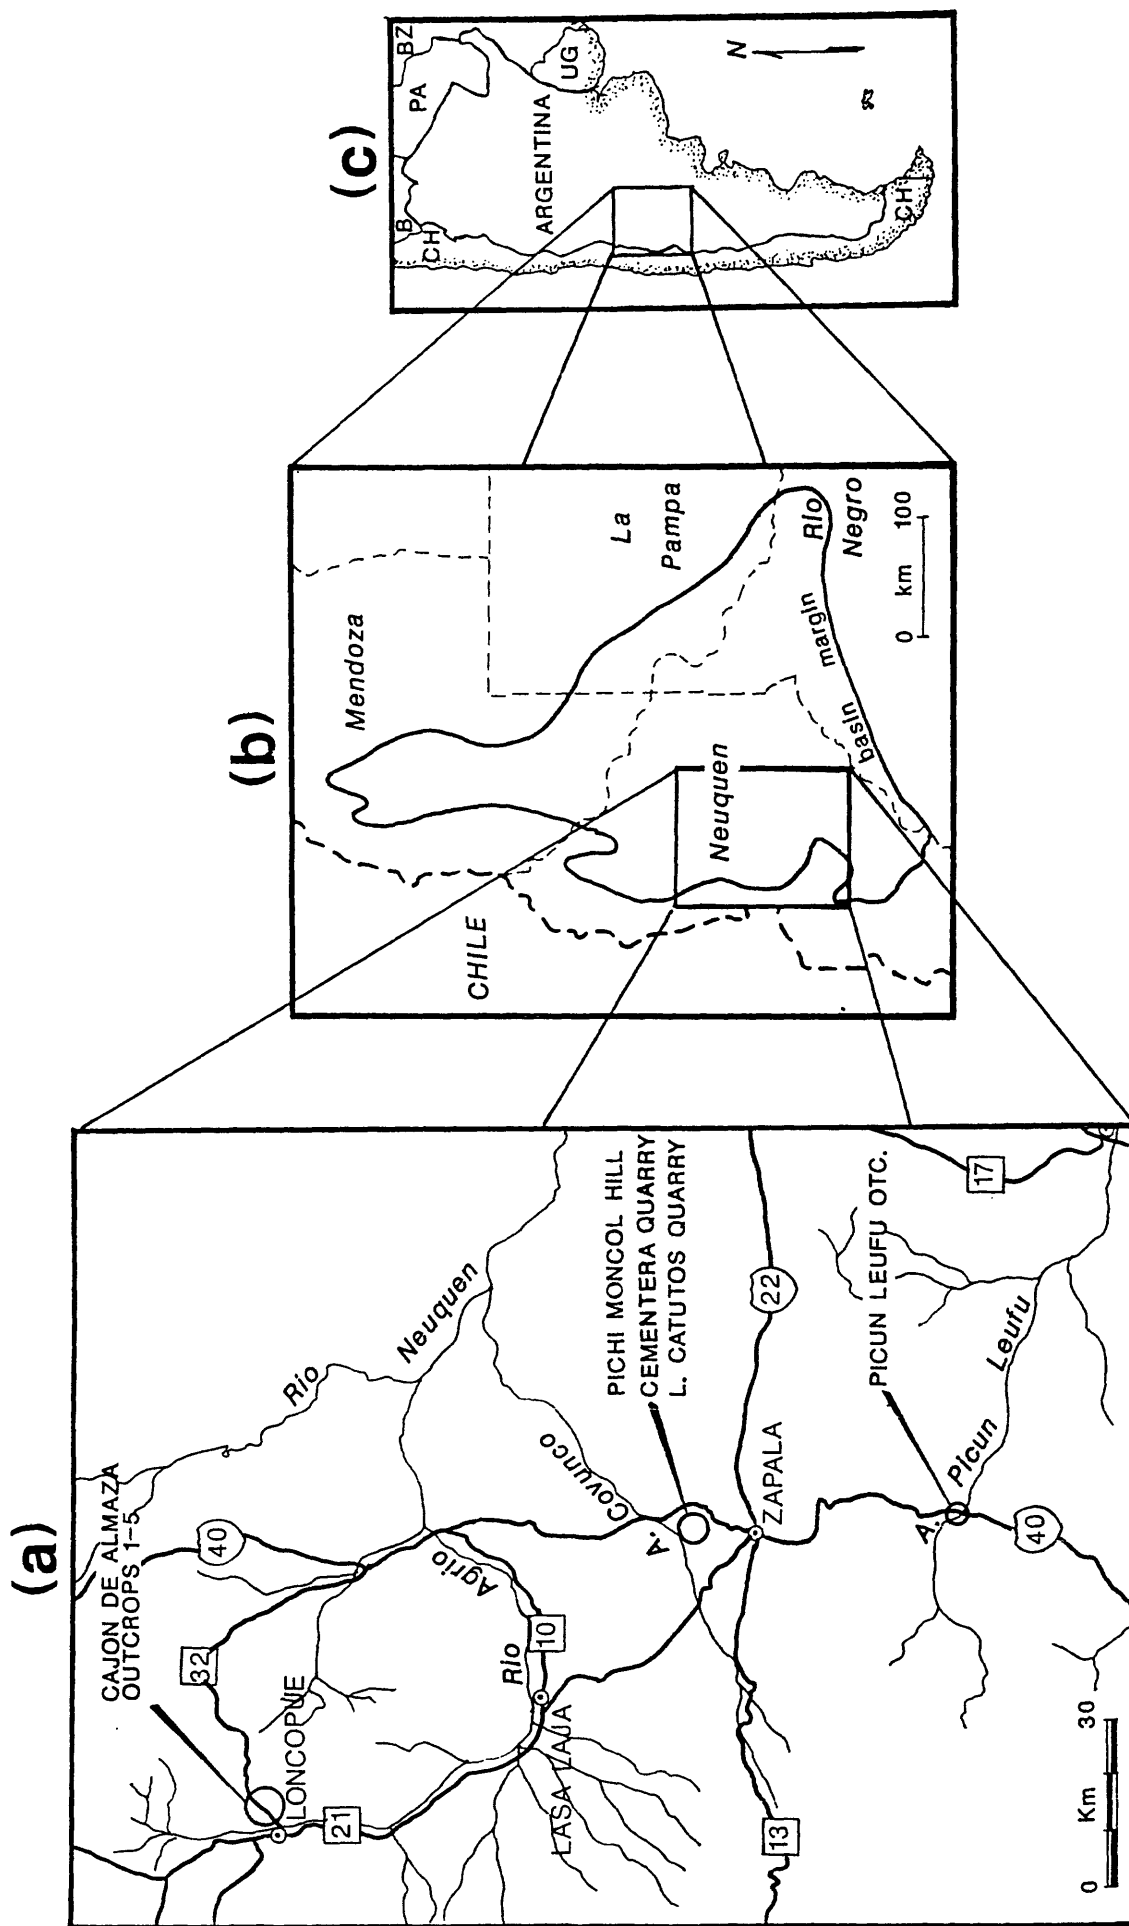 (a)
CAJON DE ALMAZA
OUTCROPS 1-5
40
32
LONCOPUE
21
Rio
Neuquen
Agrio
Rio
10
LASA LAJA
Covunco
A.
PICHI MONCOL HILL
CEMENTERA QUARRY
L. CATUTOS QUARRY
22
ZAPALA
13
PICUN LEUFU OTC.
17
Leufu
Picun
A.
40
0 Km 30
(b)
Mendoza
CHILE
La
Pampa
Neuquen
RIo
Negro
basin margin
0 km 100
(c)
B
PA
BZ
CH
ARGENTINA
UG
N
CH